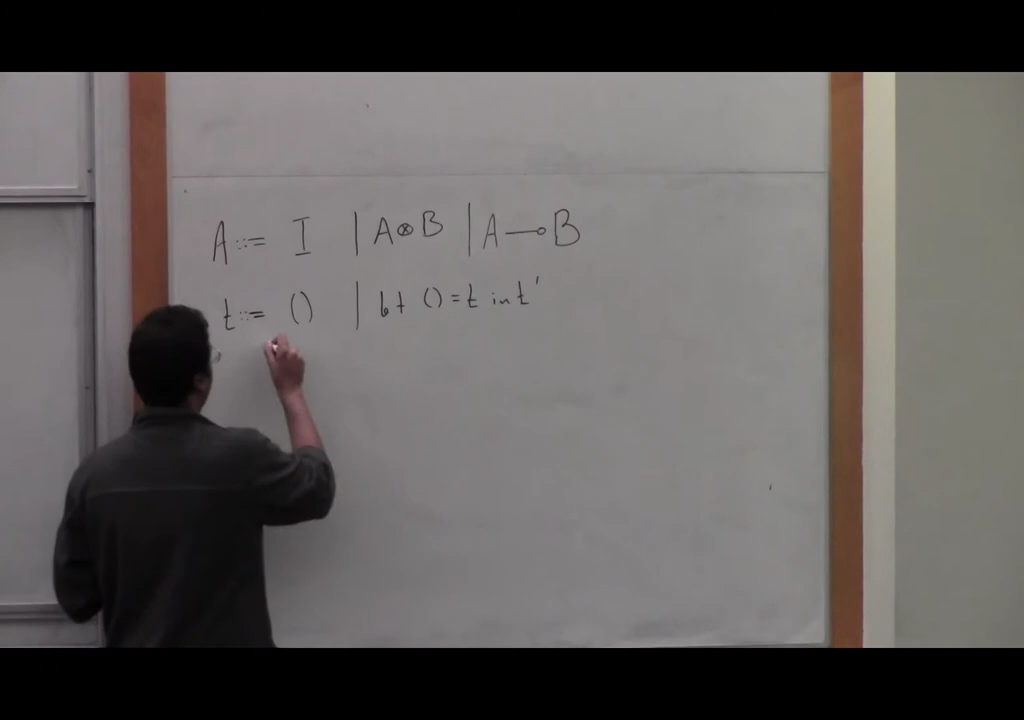 A ::= I | A ⊗ B | A ⊸ B
t ::= () | let () = t in t'